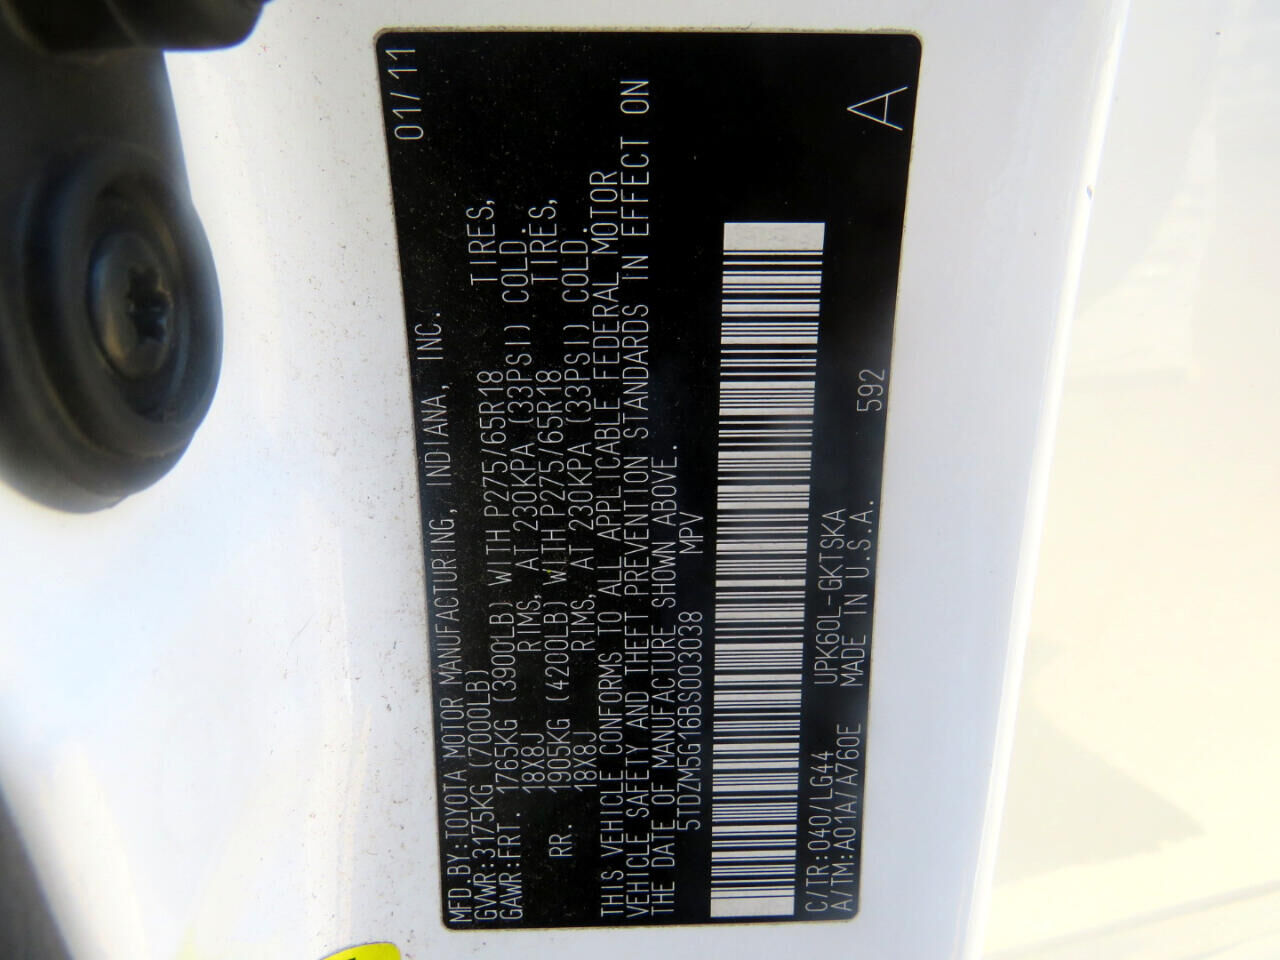 MFD.BY:TOYOTA MOTOR MANUFACTURING, INDIANA, INC. 01/11
GVWR:3175KG (7000LB)
GAWR:FRT. 1765KG (3900LB) WITH P275/65R18 TIRES,
18X8J RIMS, AT 230KPA (33PSI) COLD.
RR. 1905KG (4200LB) WITH P275/65R18 TIRES,
18X8J RIMS, AT 230KPA (33PSI) COLD.
THIS VEHICLE CONFORMS TO ALL APPLICABLE FEDERAL MOTOR
VEHICLE SAFETY AND THEFT PREVENTION STANDARDS IN EFFECT ON
THE DATE OF MANUFACTURE SHOWN ABOVE.
5TDZM5G16BS003038 MPV
C/TR:040/LG44 UPK60L-GKTSKA
A/TM:A01A/A760E MADE IN U.S.A. 592
A